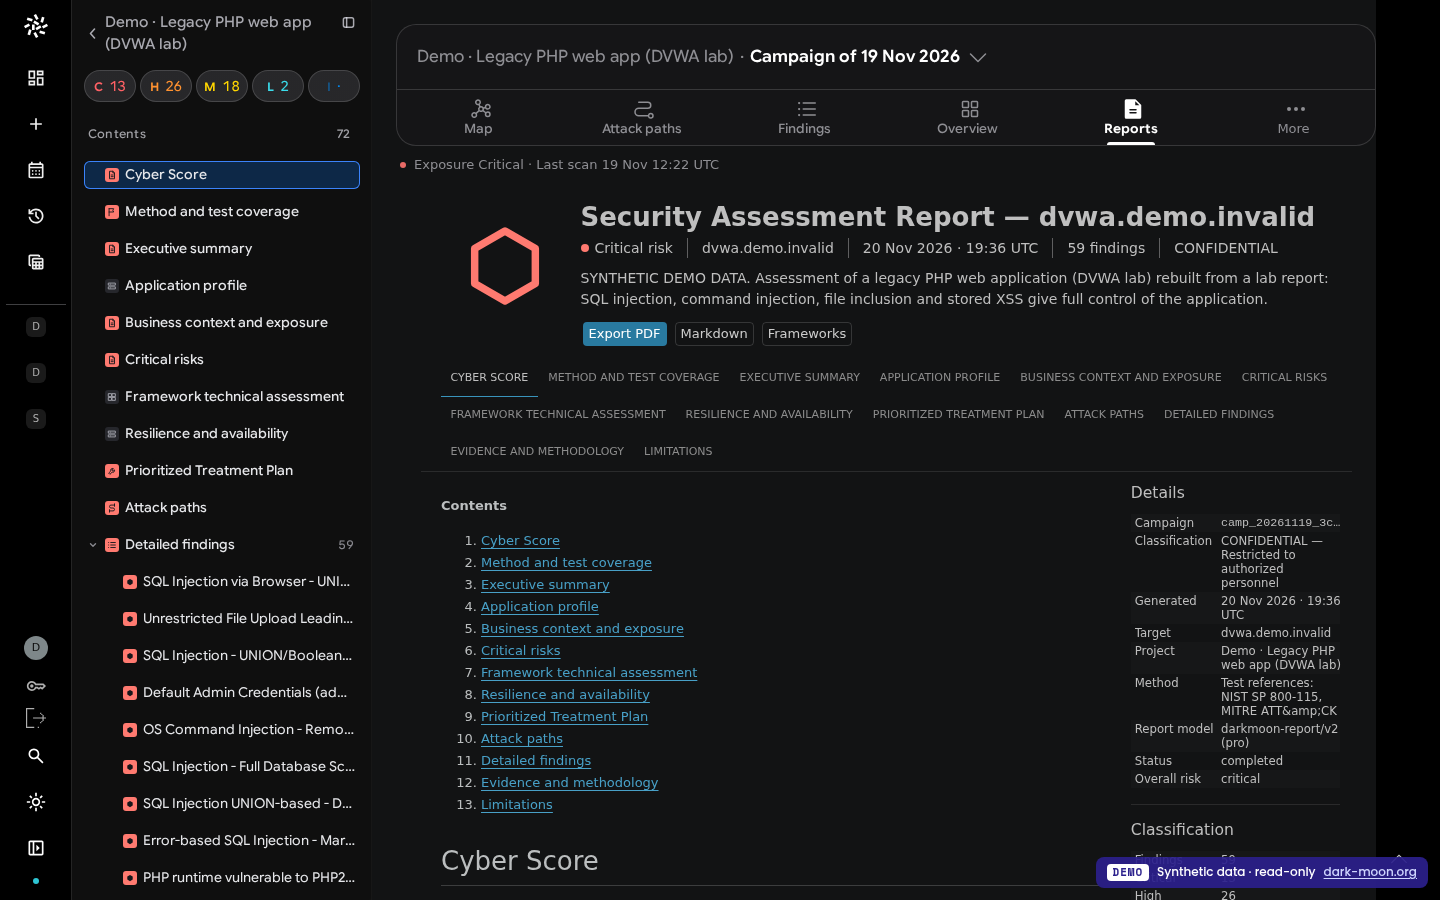 Demo · Legacy PHP web app
(DVWA lab)
C 13
H 26
M 18
L 2
I ·
Contents 72
Cyber Score
Method and test coverage
Executive summary
Application profile
Business context and exposure
Critical risks
Framework technical assessment
Resilience and availability
Prioritized Treatment Plan
Attack paths
Detailed findings 59
SQL Injection via Browser - UNI...
Unrestricted File Upload Leadin...
SQL Injection - UNION/Boolean...
Default Admin Credentials (ad...
OS Command Injection - Remo...
SQL Injection - Full Database Sc...
SQL Injection UNION-based - D...
Error-based SQL Injection - Mar...
PHP runtime vulnerable to PHP2...
D
D
S
D
Demo · Legacy PHP web app (DVWA lab) · Campaign of 19 Nov 2026
Map
Attack paths
Findings
Overview
Reports
More
Exposure Critical · Last scan 19 Nov 12:22 UTC
Security Assessment Report — dvwa.demo.invalid
Critical risk
dvwa.demo.invalid
20 Nov 2026 · 19:36 UTC
59 findings
CONFIDENTIAL
SYNTHETIC DEMO DATA. Assessment of a legacy PHP web application (DVWA lab) rebuilt from a lab report:
SQL injection, command injection, file inclusion and stored XSS give full control of the application.
Export PDF
Markdown
Frameworks
CYBER SCORE
METHOD AND TEST COVERAGE
EXECUTIVE SUMMARY
APPLICATION PROFILE
BUSINESS CONTEXT AND EXPOSURE
CRITICAL RISKS
FRAMEWORK TECHNICAL ASSESSMENT
RESILIENCE AND AVAILABILITY
PRIORITIZED TREATMENT PLAN
ATTACK PATHS
DETAILED FINDINGS
EVIDENCE AND METHODOLOGY
LIMITATIONS
Contents
1. Cyber Score
2. Method and test coverage
3. Executive summary
4. Application profile
5. Business context and exposure
6. Critical risks
7. Framework technical assessment
8. Resilience and availability
9. Prioritized Treatment Plan
10. Attack paths
11. Detailed findings
12. Evidence and methodology
13. Limitations
Cyber Score
Details
Campaign camp_20261119_3c...
Classification CONFIDENTIAL —
Restricted to
authorized
personnel
Generated 20 Nov 2026 · 19:36
UTC
Target dvwa.demo.invalid
Project Demo · Legacy PHP
web app (DVWA lab)
Method Test references:
NIST SP 800-115,
MITRE ATT&amp;CK
Report model darkmoon-report/v2
(pro)
Status completed
Overall risk critical
Classification
Findings 59
DEMO Synthetic data · read-only dark-moon.org
High 26